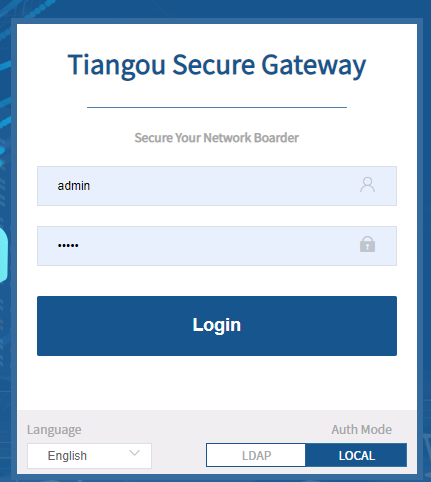 Tiangou Secure Gateway
Secure Your Network Boarder
admin
•••••
Login
Language
Auth Mode
English
LDAP
LOCAL